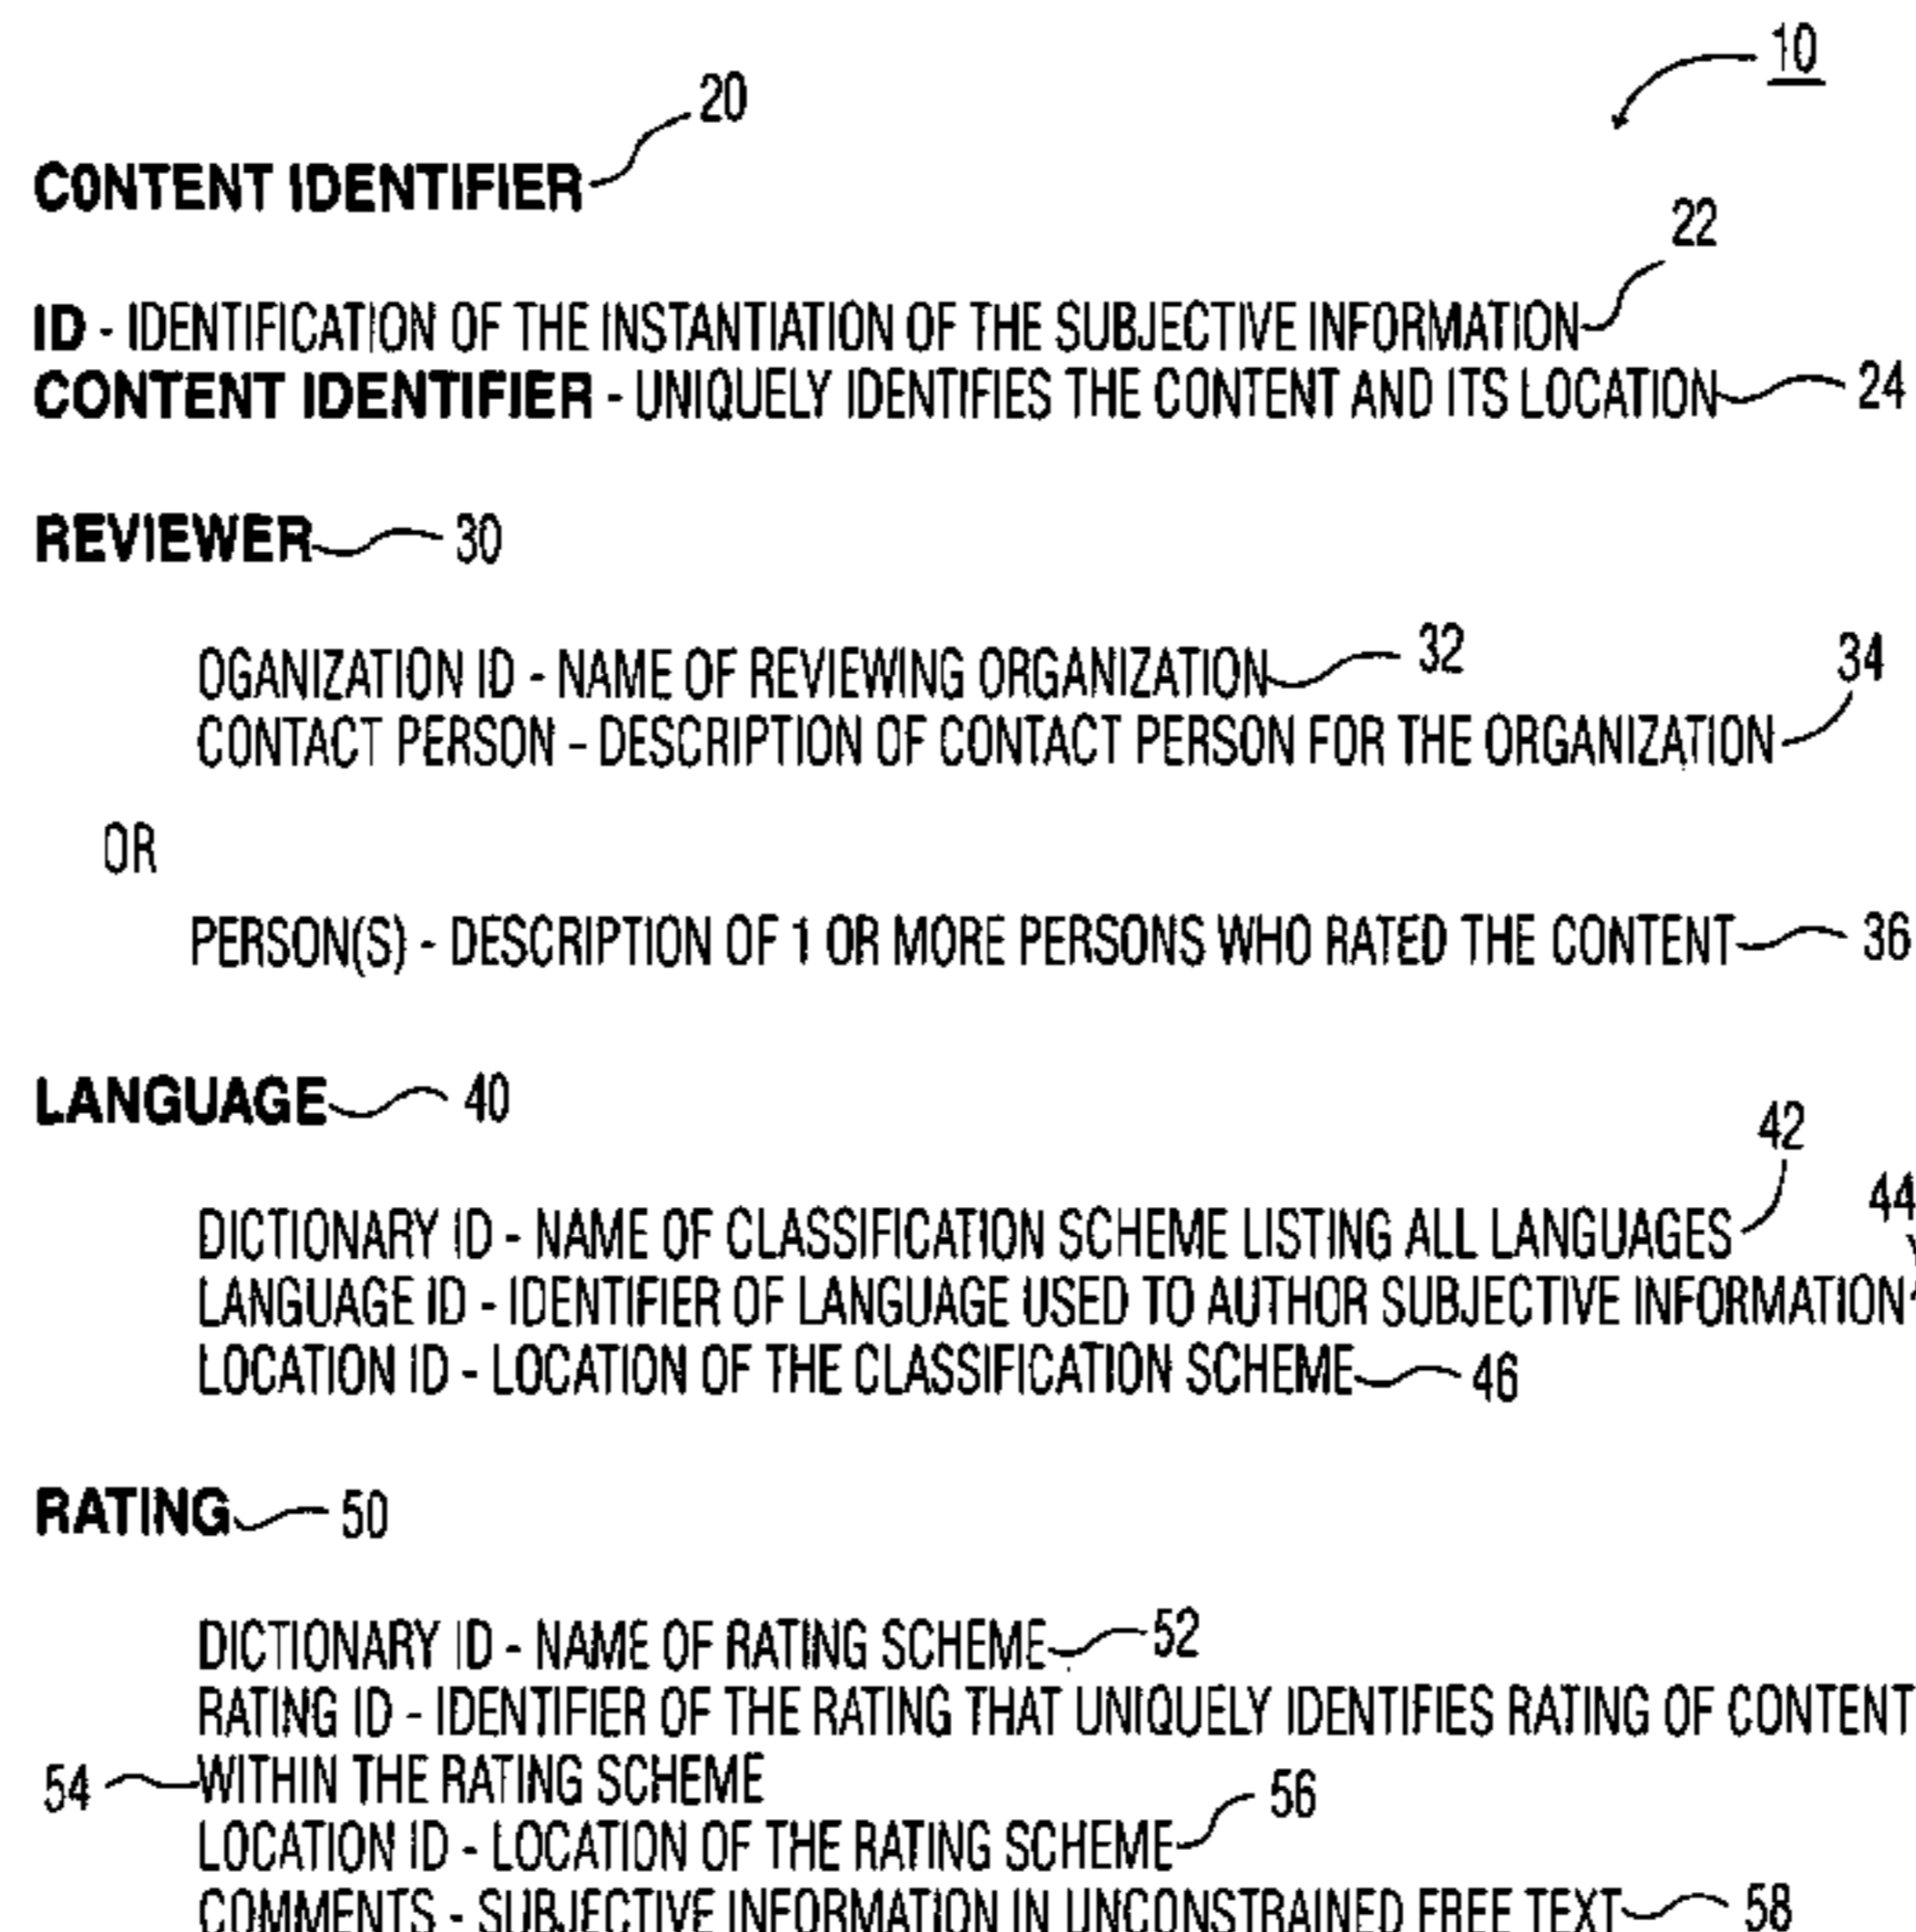 10
20
CONTENT IDENTIFIER
22
ID - IDENTIFICATION OF THE INSTANTIATION OF THE SUBJECTIVE INFORMATION
CONTENT IDENTIFIER - UNIQUELY IDENTIFIES THE CONTENT AND ITS LOCATION 24
REVIEWER 30
OGANIZATION ID - NAME OF REVIEWING ORGANIZATION 32
34
CONTACT PERSON - DESCRIPTION OF CONTACT PERSON FOR THE ORGANIZATION
OR
PERSON(S) - DESCRIPTION OF 1 OR MORE PERSONS WHO RATED THE CONTENT 36
LANGUAGE 40
42
44
DICTIONARY ID - NAME OF CLASSIFICATION SCHEME LISTING ALL LANGUAGES
LANGUAGE ID - IDENTIFIER OF LANGUAGE USED TO AUTHOR SUBJECTIVE INFORMATION
LOCATION ID - LOCATION OF THE CLASSIFICATION SCHEME 46
RATING 50
DICTIONARY ID - NAME OF RATING SCHEME 52
RATING ID - IDENTIFIER OF THE RATING THAT UNIQUELY IDENTIFIES RATING OF CONTENT
54 WITHIN THE RATING SCHEME
56
LOCATION ID - LOCATION OF THE RATING SCHEME
COMMENTS - SUBJECTIVE INFORMATION IN UNCONSTRAINED FREE TEXT 58